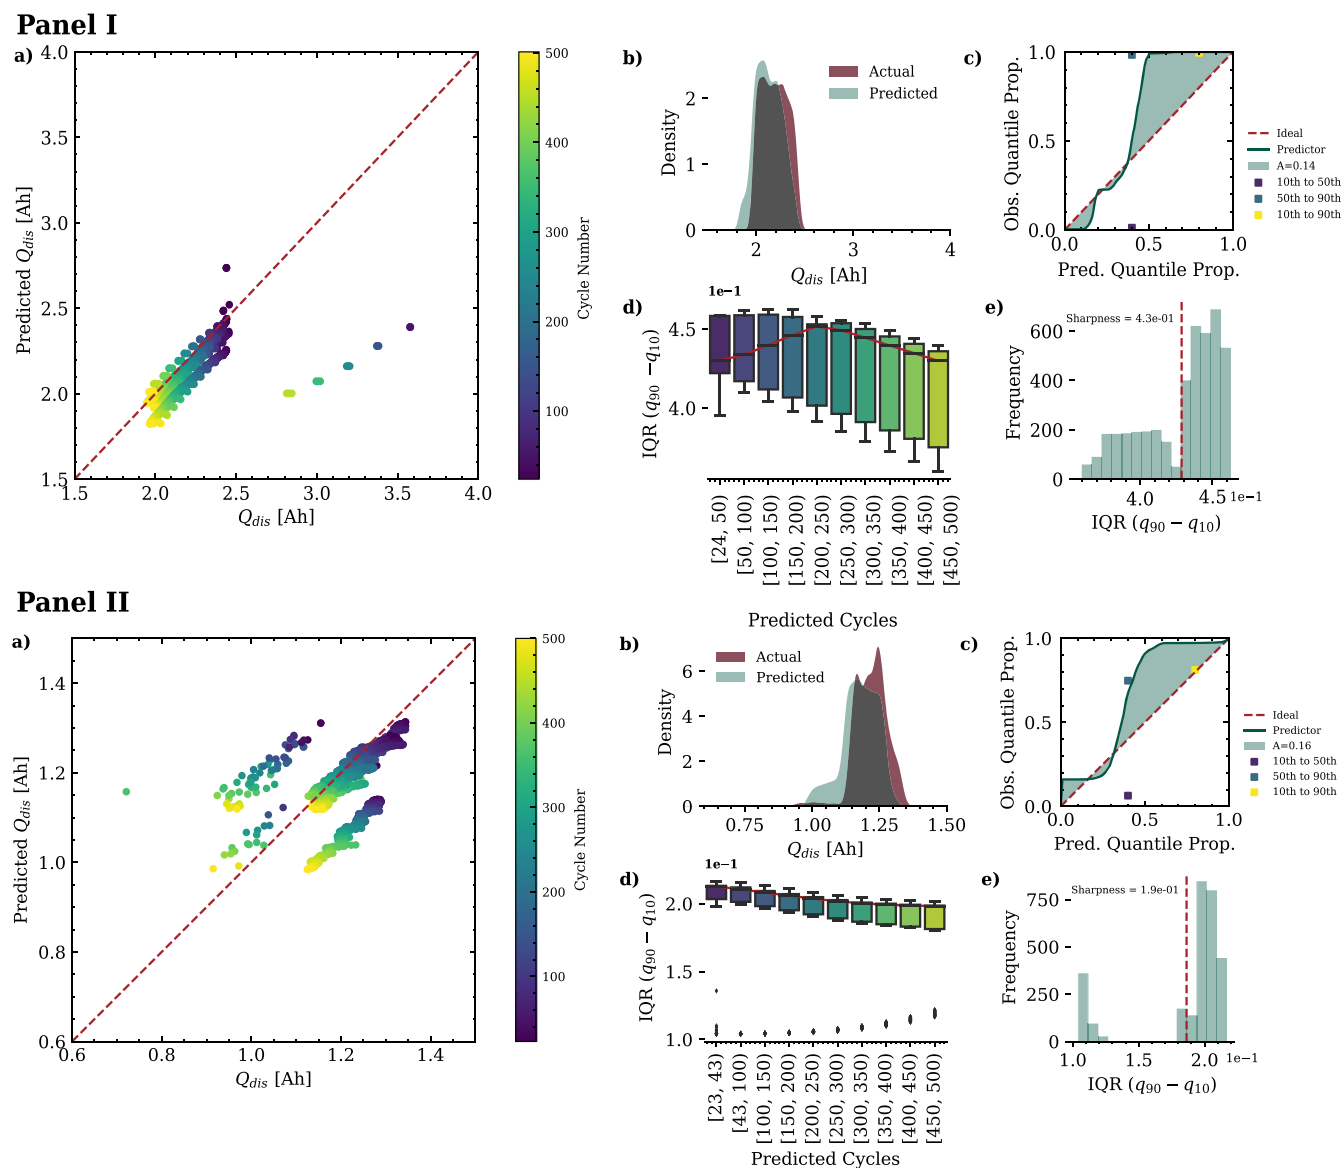 Panel I
a)
4.0
3.5
3.0
2.5
2.0
1.5
1.5 2.0 2.5 3.0 3.5 4.0
Predicted Q_dis [Ah]
Q_dis [Ah]
500
400
300
200
100
Cycle Number
b)
Actual
Predicted
2
1
0
Density
2 3 4
Q_dis [Ah]
c)
1.0
0.5
0.0
0.0 0.5 1.0
Obs. Quantile Prop.
Pred. Quantile Prop.
Ideal
Predictor
A=0.14
10th to 50th
50th to 90th
10th to 90th
d)
1e-1
4.5
4.0
IQR (q_90 − q_10)
[24, 50)
[50, 100)
[100, 150)
[150, 200)
[200, 250)
[250, 300)
[300, 350)
[350, 400)
[400, 450)
[450, 500)
Predicted Cycles
e)
Sharpness = 4.3e-01
600
400
200
0
Frequency
4.0 4.5 1e-1
IQR (q_90 − q_10)
Panel II
a)
1.4
1.2
1.0
0.8
0.6
0.6 0.8 1.0 1.2 1.4
Predicted Q_dis [Ah]
Q_dis [Ah]
500
400
300
200
100
Cycle Number
b)
Actual
Predicted
6
4
2
0
Density
0.75 1.00 1.25 1.50
Q_dis [Ah]
c)
1.0
0.5
0.0
0.0 0.5 1.0
Obs. Quantile Prop.
Pred. Quantile Prop.
Ideal
Predictor
A=0.16
10th to 50th
50th to 90th
10th to 90th
d)
1e-1
2.0
1.5
1.0
IQR (q_90 − q_10)
[23, 43)
[43, 100)
[100, 150)
[150, 200)
[200, 250)
[250, 300)
[300, 350)
[350, 400)
[400, 450)
[450, 500)
Predicted Cycles
e)
Sharpness = 1.9e-01
750
500
250
0
Frequency
1.0 1.5 2.0 1e-1
IQR (q_90 − q_10)